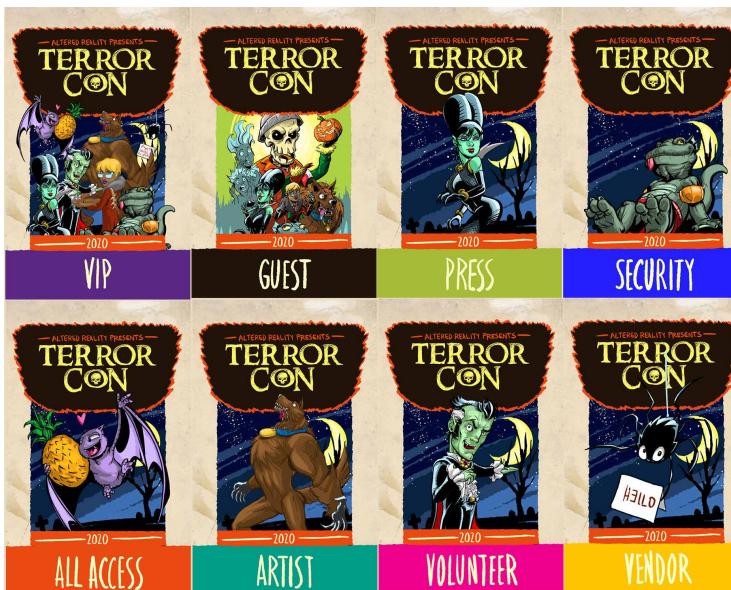 ALTERED REALITY PRESENTS
TERROR
CON
2020
VIP
ALTERED REALITY PRESENTS
TERROR
CON
2020
GUEST
ALTERED REALITY PRESENTS
TERROR
CON
2020
PRESS
ALTERED REALITY PRESENTS
TERROR
CON
2020
SECURITY
ALTERED REALITY PRESENTS
TERROR
CON
2020
ALL ACCESS
ALTERED REALITY PRESENTS
TERROR
CON
2020
ARTIST
ALTERED REALITY PRESENTS
TERROR
CON
2020
VOLUNTEER
ALTERED REALITY PRESENTS
TERROR
CON
HEILO
2020
VENDOR